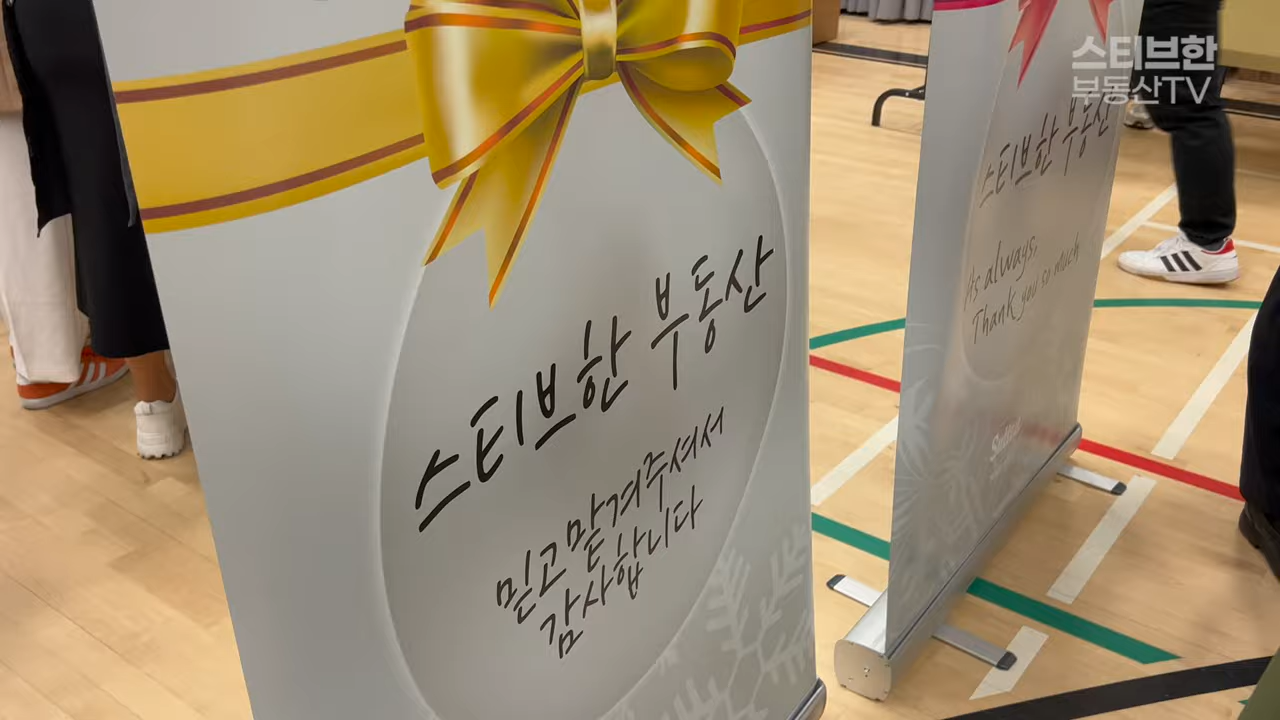 스티브한
부동산TV
스티브한 부동산
믿고 맡겨주셔서
감사합니다
스티브한 부동산
As always,
Thank you so much